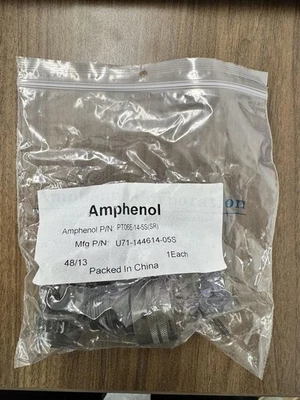 Amphenol
Amphenol P/N: PT06E-14-5S(SR)
Mfg P/N: U71-144614-05S
48/13 1Each
Packed In China